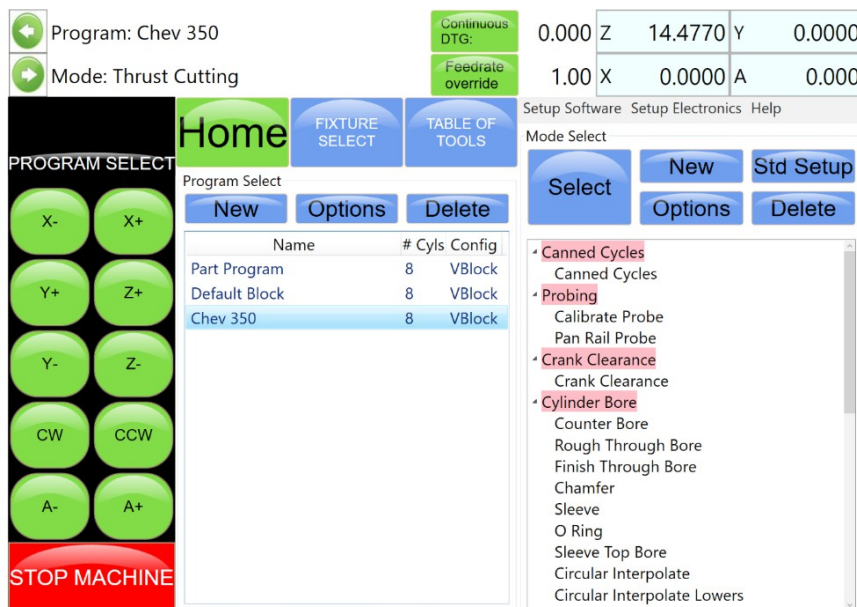 Program: Chev 350
Mode: Thrust Cutting
Continuous
DTG:
0.000 Z 14.4770 Y 0.0000
Feedrate
override
1.00 X 0.0000 A 0.000
PROGRAM SELECT
X- X+
Y+ Z+
Y- Z-
CW CCW
A- A+
STOP MACHINE
Home
FIXTURE
SELECT
TABLE OF
TOOLS
Program Select
New Options Delete
Name # Cyls Config
Part Program 8 VBlock
Default Block 8 VBlock
Chev 350 8 VBlock
Setup Software Setup Electronics Help
Mode Select
Select
New Std Setup
Options Delete
Canned Cycles
Canned Cycles
Probing
Calibrate Probe
Pan Rail Probe
Crank Clearance
Crank Clearance
Cylinder Bore
Counter Bore
Rough Through Bore
Finish Through Bore
Chamfer
Sleeve
O Ring
Sleeve Top Bore
Circular Interpolate
Circular Interpolate Lowers